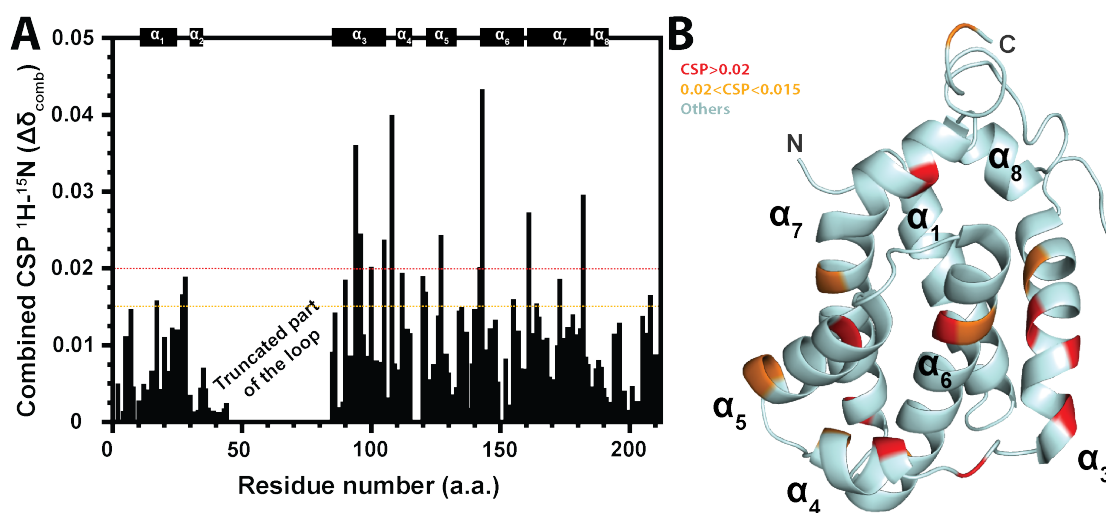 A
α1 α2 α3 α4 α5 α6 α7 α8
Combined CSP ¹H-¹⁵N (Δδcomb)
0.05
0.04
0.03
0.02
0.01
0
Truncated part
of the loop
0 50 100 150 200
Residue number (a.a.)
B
CSP>0.02
0.02<CSP<0.015
Others
C
N
α8
α7
α1
α6
α5
α3
α4